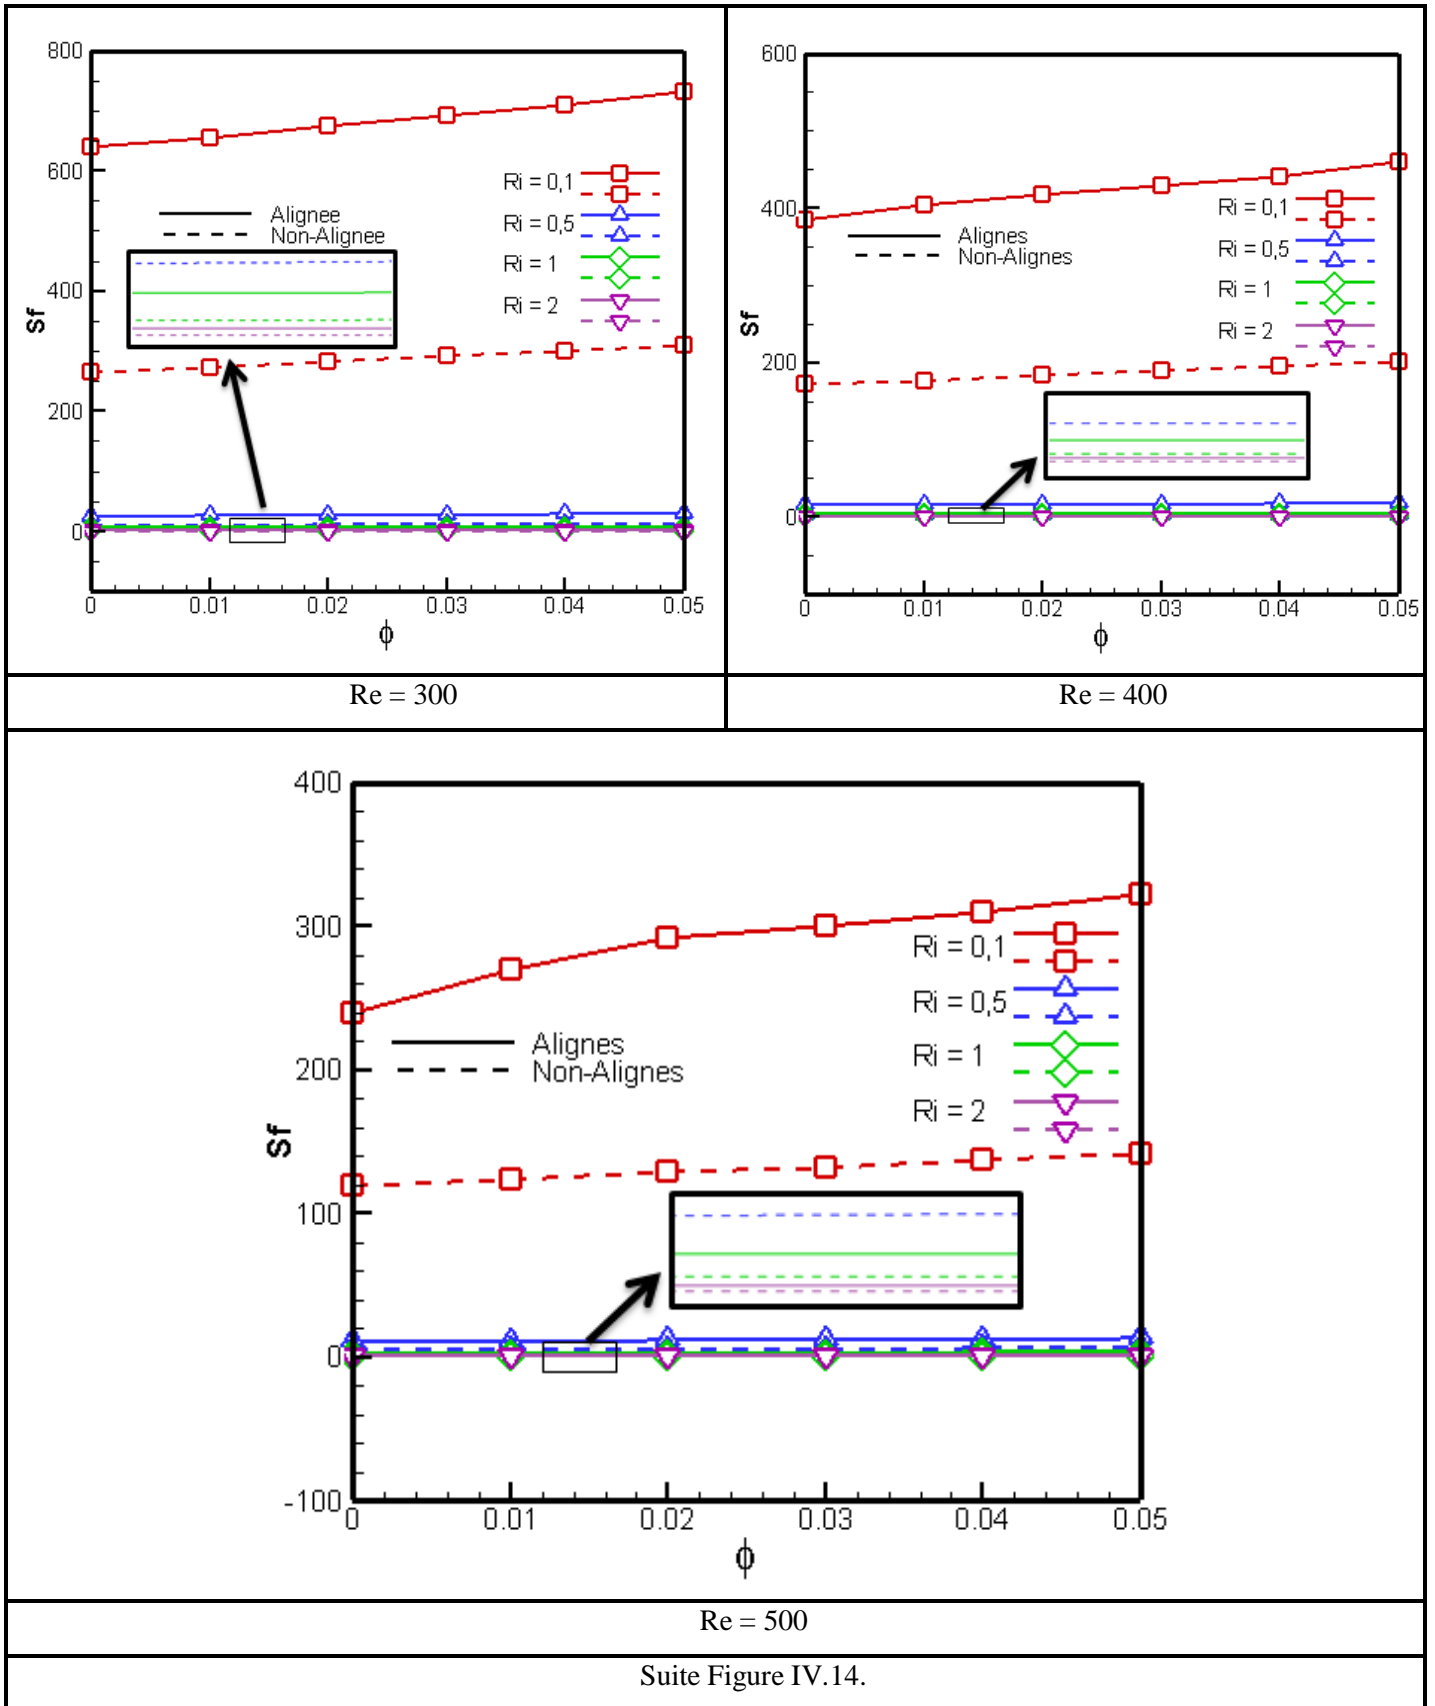 800
600
400
200
0
Sf
Ri = 0,1
Ri = 0,5
Ri = 1
Ri = 2
Alignee
Non-Alignee
0 0.01 0.02 0.03 0.04 0.05
ϕ
600
400
200
0
Sf
Ri = 0,1
Ri = 0,5
Ri = 1
Ri = 2
Alignes
Non-Alignes
0 0.01 0.02 0.03 0.04 0.05
ϕ
Re = 300
Re = 400
400
300
200
100
0
-100
Sf
Ri = 0,1
Ri = 0,5
Ri = 1
Ri = 2
Alignes
Non-Alignes
0 0.01 0.02 0.03 0.04 0.05
ϕ
Re = 500
Suite Figure IV.14.